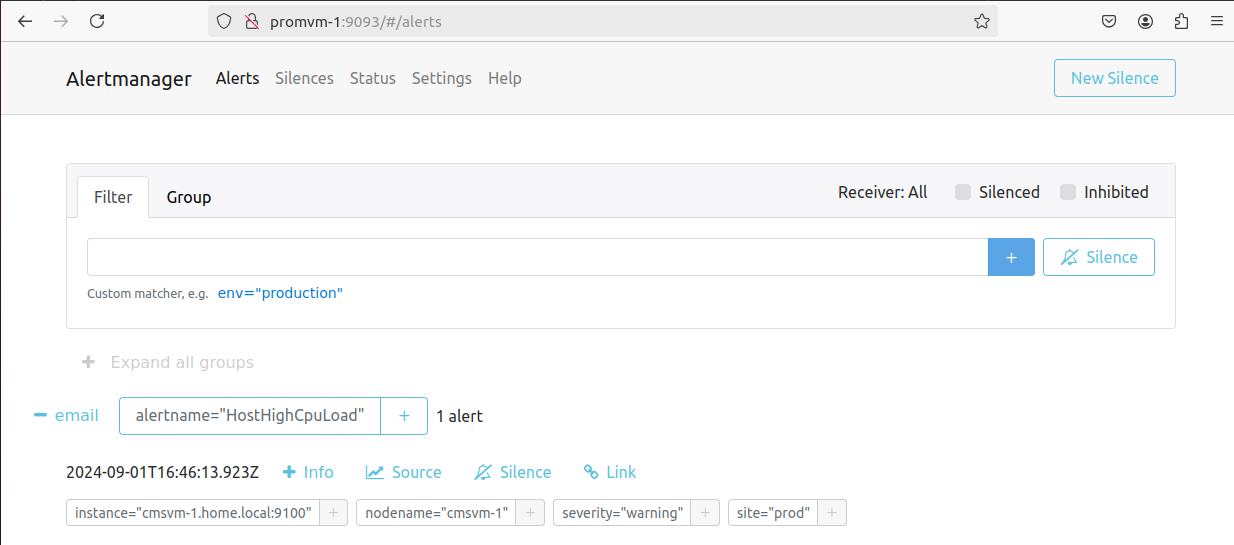 promvm-1:9093/#/alerts
Alertmanager Alerts Silences Status Settings Help New Silence
Filter Group Receiver: All Silenced Inhibited
+ Silence
Custom matcher, e.g. env="production"
+ Expand all groups
− email alertname="HostHighCpuLoad" + 1 alert
2024-09-01T16:46:13.923Z + Info Source Silence Link
instance="cmsvm-1.home.local:9100" + nodename="cmsvm-1" + severity="warning" + site="prod" +